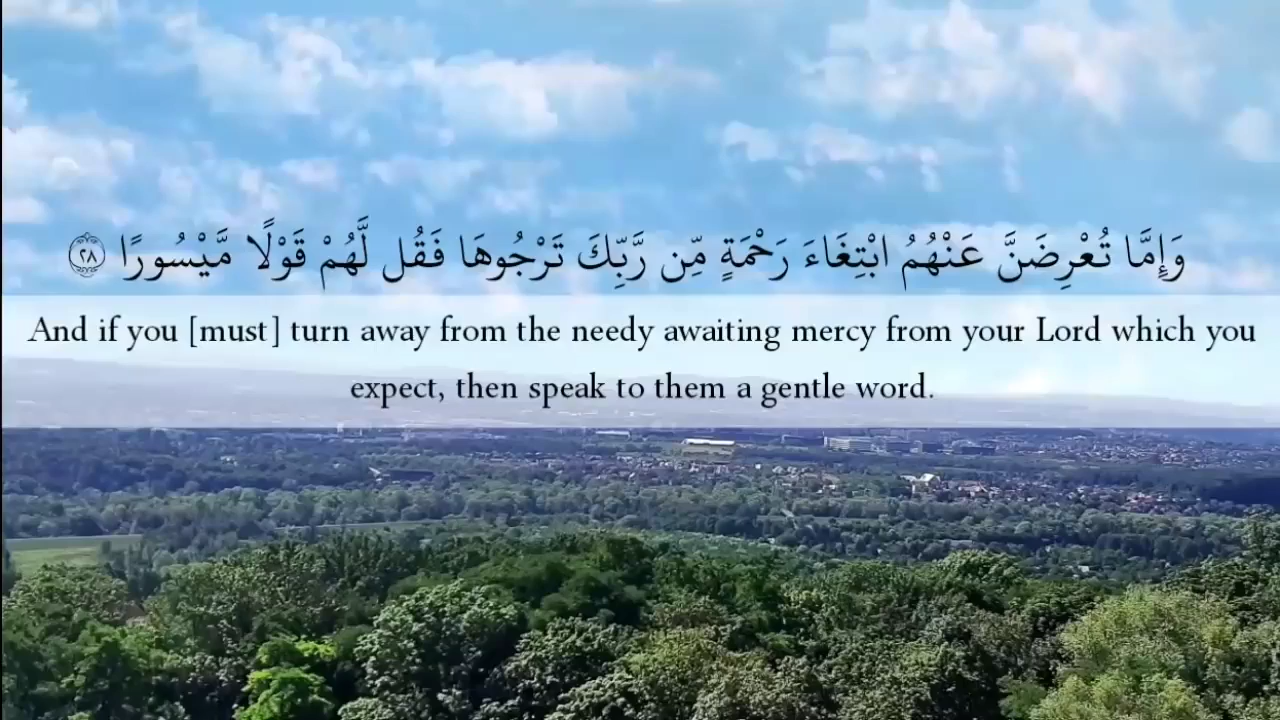 وَإِمَّا تُعْرِضَنَّ عَنْهُمُ ابْتِغَاءَ رَحْمَةٍ مِّن رَّبِّكَ تَرْجُوهَا فَقُل لَّهُمْ قَوْلًا مَّيْسُورًا ٢٨
And if you [must] turn away from the needy awaiting mercy from your Lord which you
expect, then speak to them a gentle word.